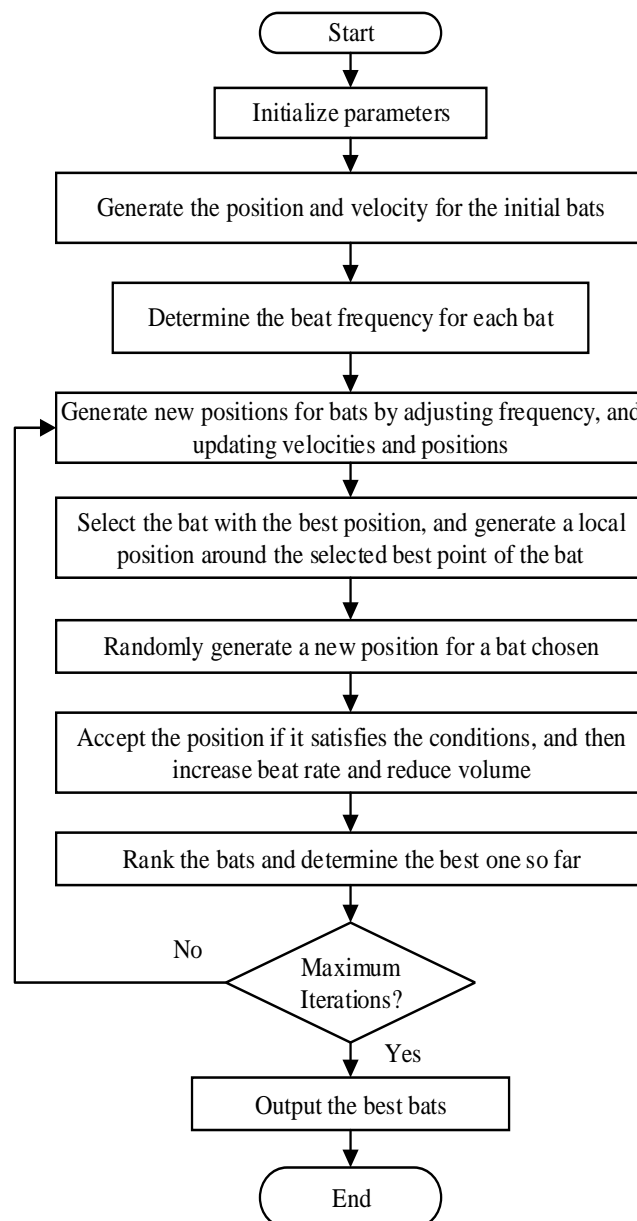 Start
Initialize parameters
Generate the position and velocity for the initial bats
Determine the beat frequency for each bat
Generate new positions for bats by adjusting frequency, and
updating velocities and positions
Select the bat with the best position, and generate a local
position around the selected best point of the bat
Randomly generate a new position for a bat chosen
Accept the position if it satisfies the conditions, and then
increase beat rate and reduce volume
Rank the bats and determine the best one so far
No
Maximum
Iterations?
Yes
Output the best bats
End